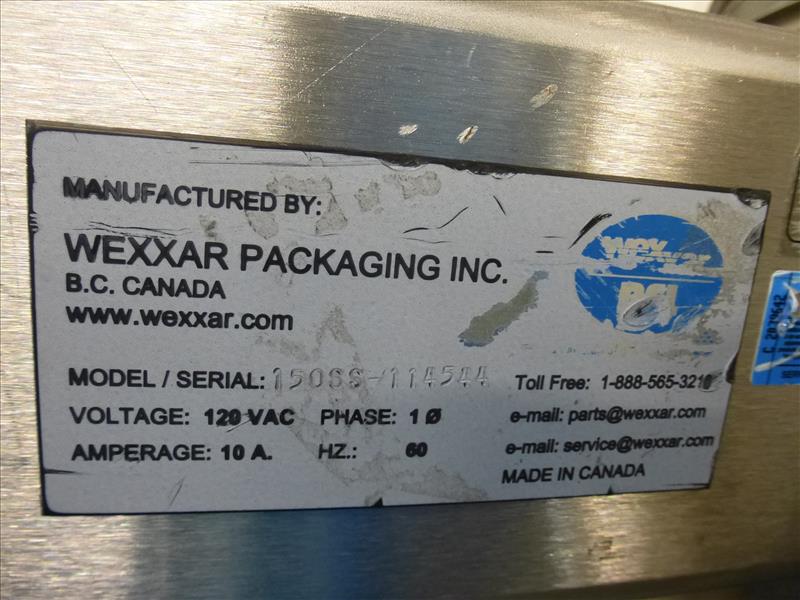 MANUFACTURED BY:
WEXXAR PACKAGING INC.
B.C. CANADA
www.wexxar.com
wexxar
BEL
MODEL / SERIAL: 150SS-114544
VOLTAGE: 120 VAC PHASE: 1 Ø
AMPERAGE: 10 A. HZ.: 60
Toll Free: 1-888-565-3219
e-mail: parts@wexxar.com
e-mail: service@wexxar.com
MADE IN CANADA